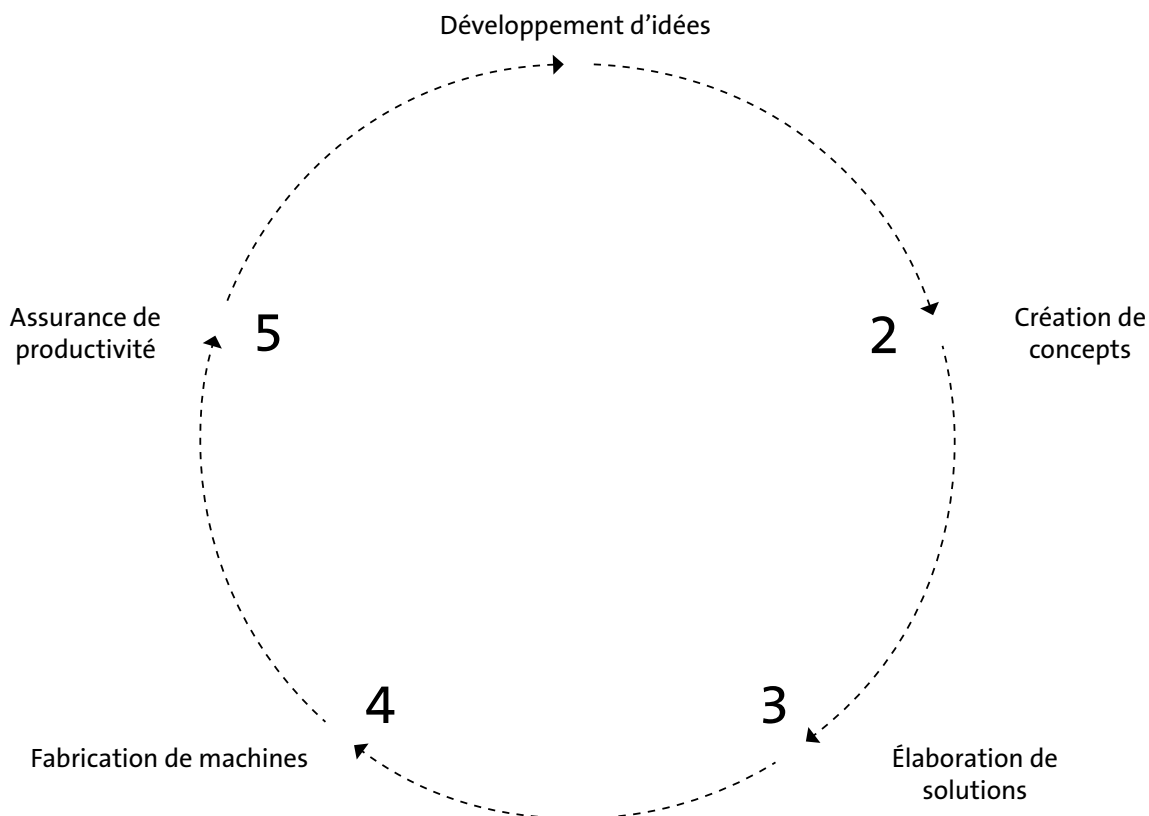 Développement d’idées
5
Assurance de
productivité
2
Création de
concepts
4
3
Fabrication de machines
Élaboration de
solutions